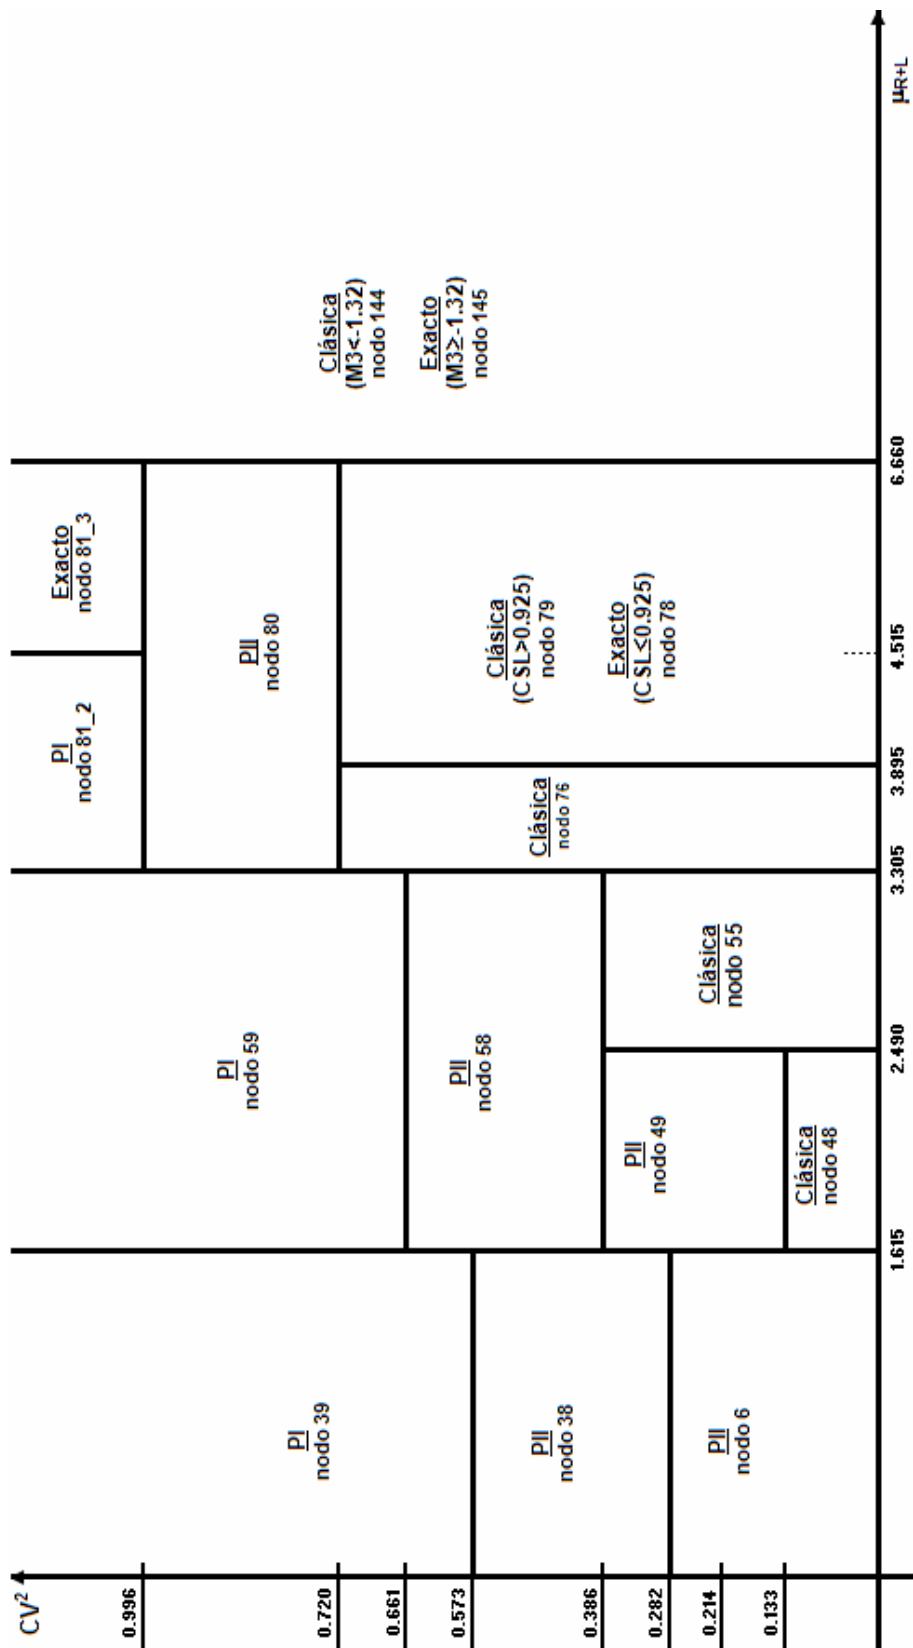 CV²
0.996
0.720
0.661
0.573
0.386
0.282
0.214
0.133
PI
nodo 39
PII
nodo 38
PII
nodo 6
PI
nodo 59
PII
nodo 58
PII
nodo 49
Clásica
nodo 48
Clásica
nodo 55
PI
nodo 81_2
Exacto
nodo 81_3
PII
nodo 80
Clásica
nodo 76
Clásica
(CSL>0.925)
nodo 79
Exacto
(CSL≤0.925)
nodo 78
Clásica
(M3<-1.32)
nodo 144
Exacto
(M3≥-1.32)
nodo 145
1.615
2.490
3.305
3.895
4.515
6.660
µR+L